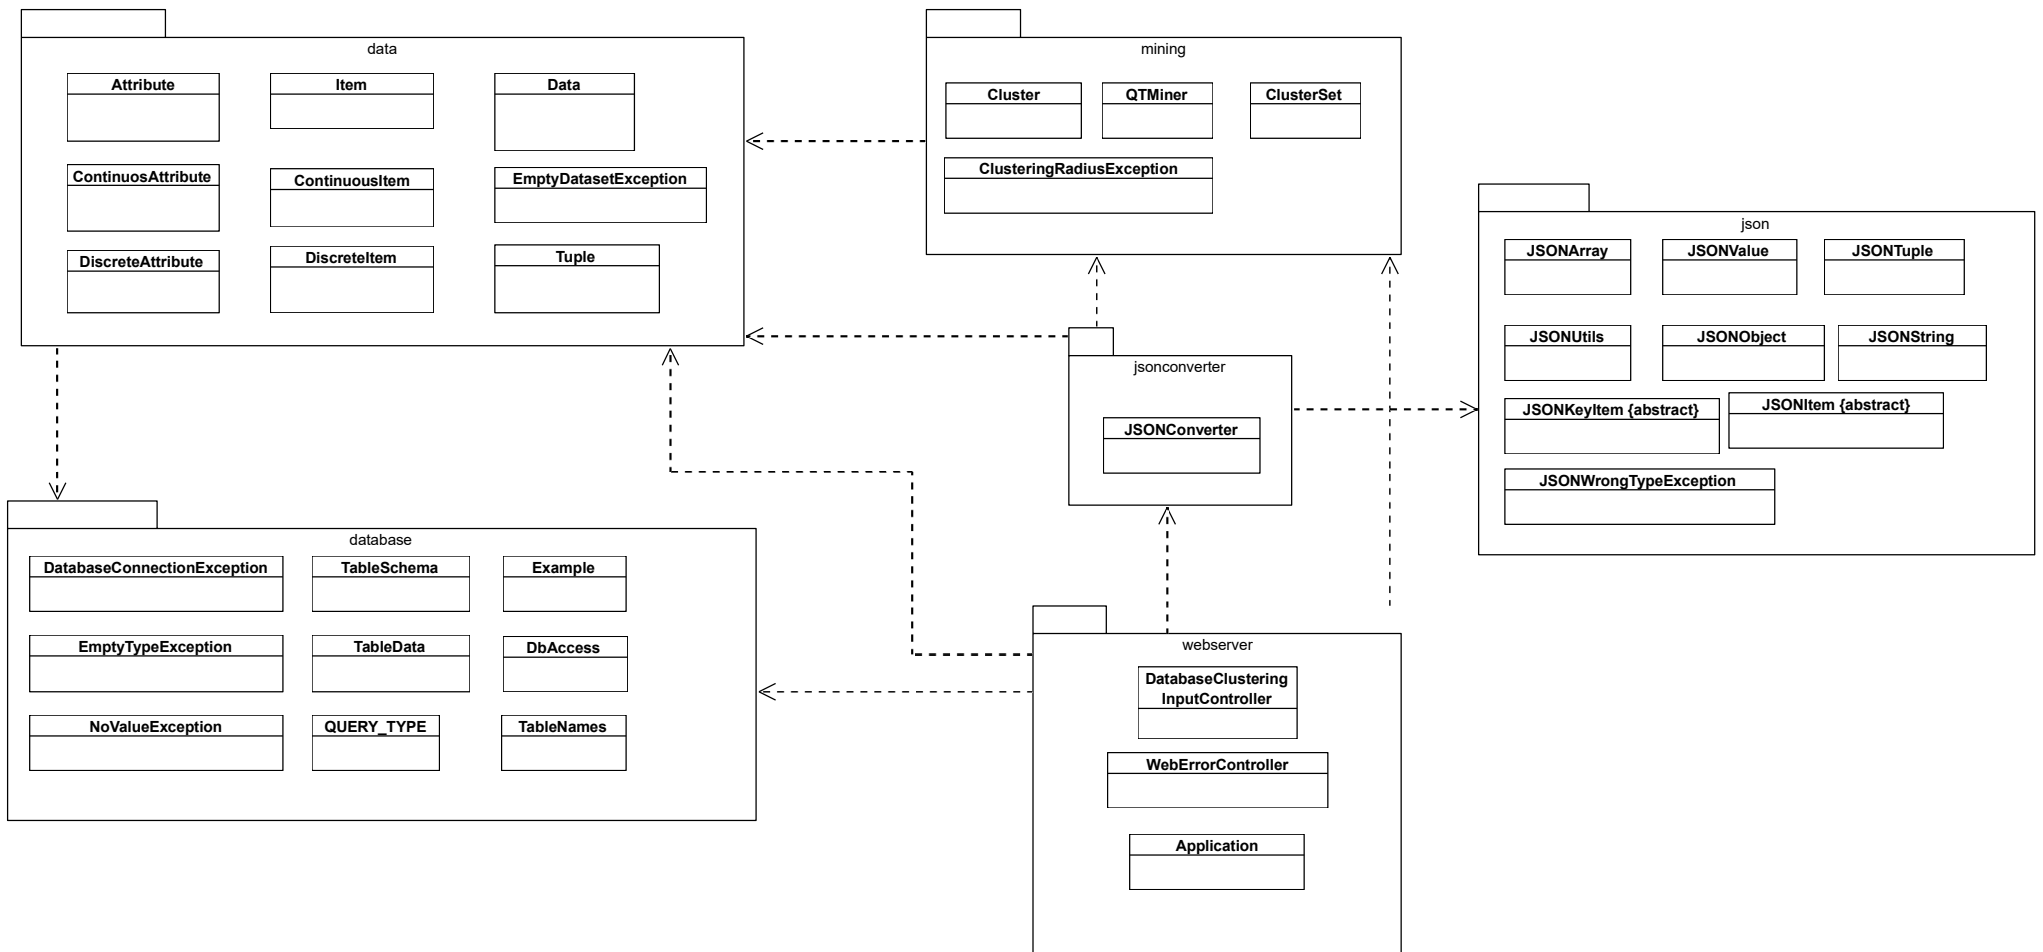 data
Attribute
Item
Data
ContinuosAttribute
ContinuousItem
EmptyDatasetException
DiscreteAttribute
DiscreteItem
Tuple
mining
Cluster
QTMiner
ClusterSet
ClusteringRadiusException
json
JSONArray
JSONValue
JSONTuple
JSONUtils
JSONObject
JSONString
JSONKeyItem {abstract}
JSONItem {abstract}
JSONWrongTypeException
jsonconverter
JSONConverter
database
DatabaseConnectionException
TableSchema
Example
EmptyTypeException
TableData
DbAccess
NoValueException
QUERY_TYPE
TableNames
webserver
DatabaseClustering
InputController
WebErrorController
Application